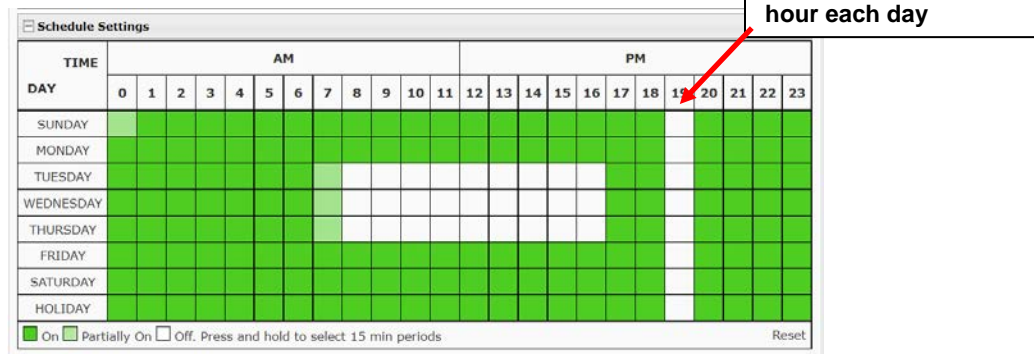 hour each day
Schedule Settings
TIME AM PM
DAY 0 1 2 3 4 5 6 7 8 9 10 11 12 13 14 15 16 17 18 19 20 21 22 23
SUNDAY
MONDAY
TUESDAY
WEDNESDAY
THURSDAY
FRIDAY
SATURDAY
HOLIDAY
On Partially On Off. Press and hold to select 15 min periods Reset